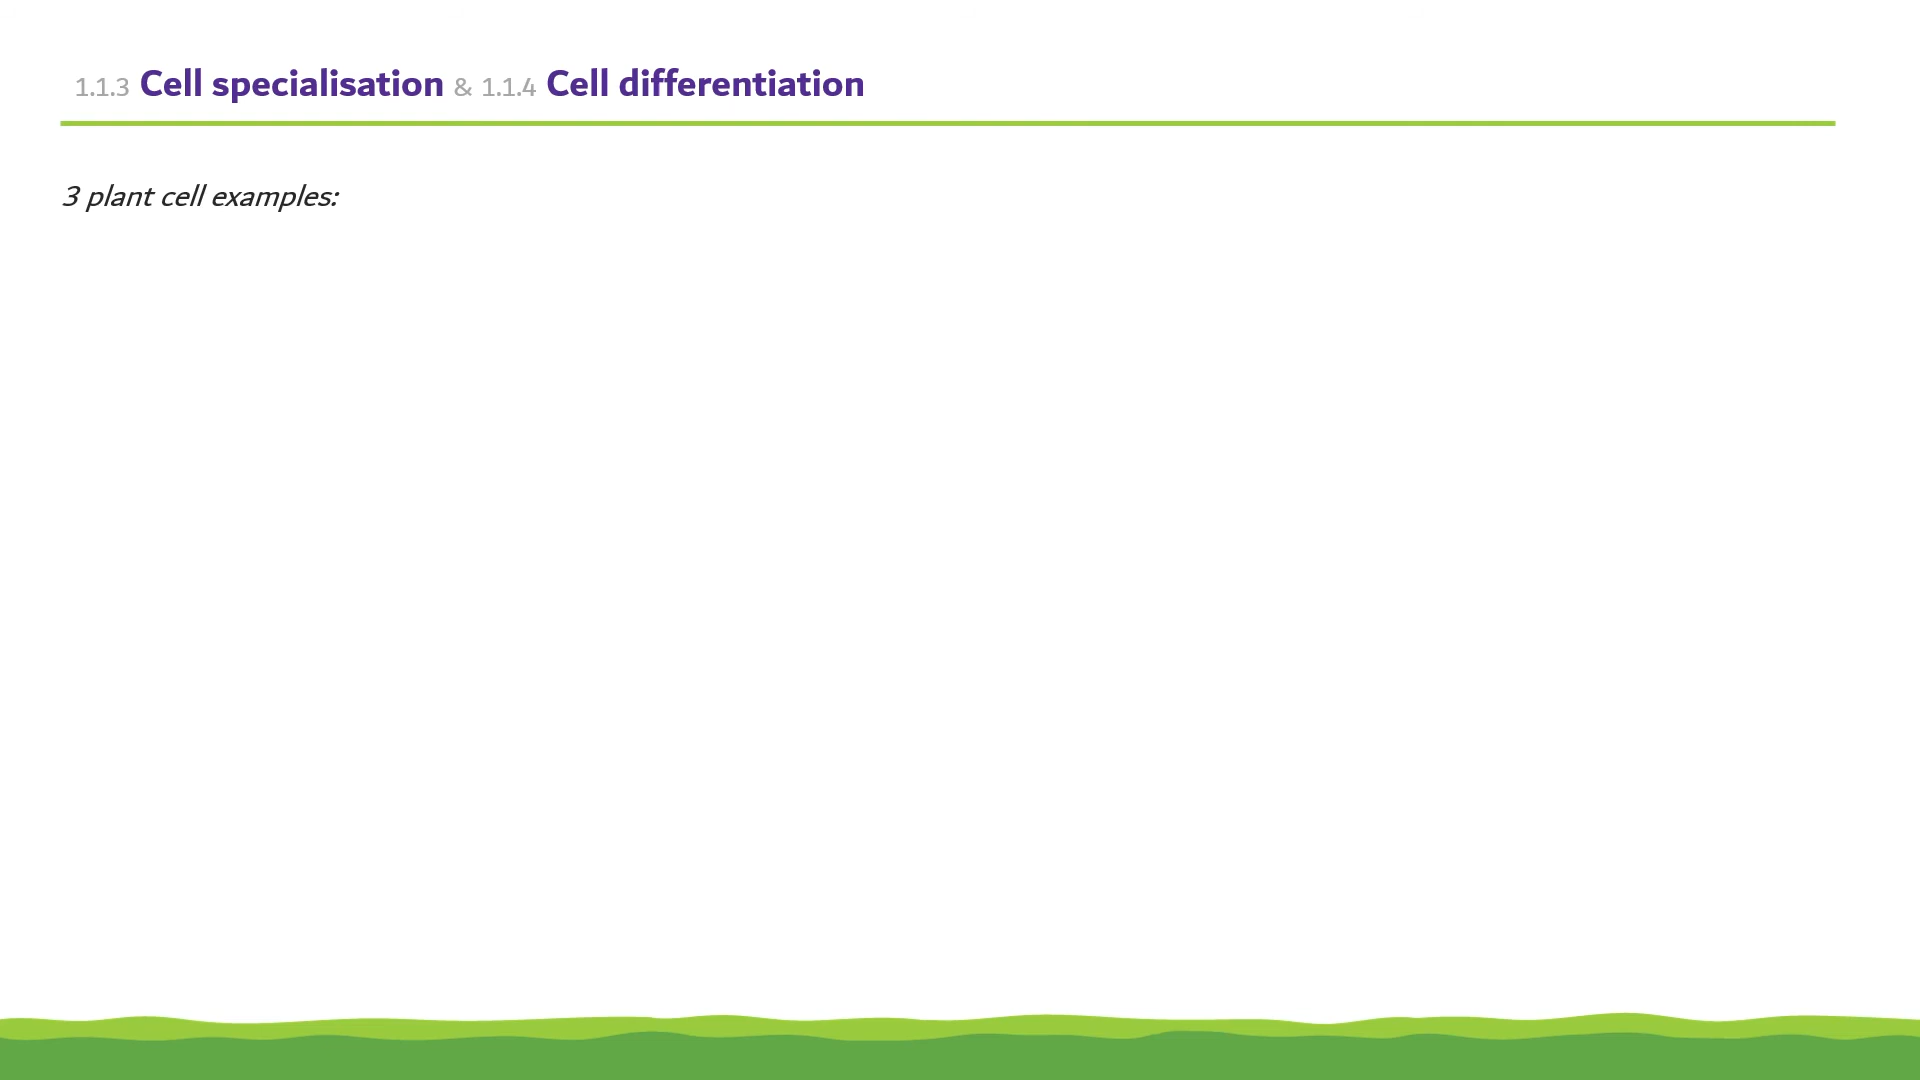 1.1.3 Cell specialisation & 1.1.4 Cell differentiation
3 plant cell examples: